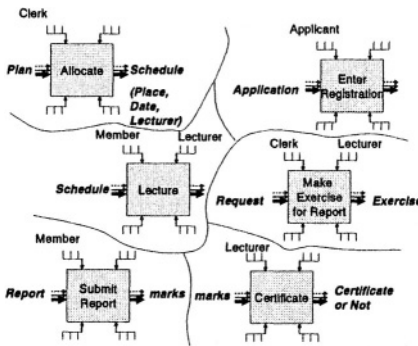 Clerk
Plan
Allocate
Schedule
(Place,
Date,
Lecturer)
Applicant
Application
Enter
Registration
Member
Lecturer
Schedule
Lecture
Clerk
Lecturer
Request
Make
Exercise
for Report
Exercise
Member
Report
Submit
Report
marks
Lecturer
marks
Certificate
Certificate
or Not